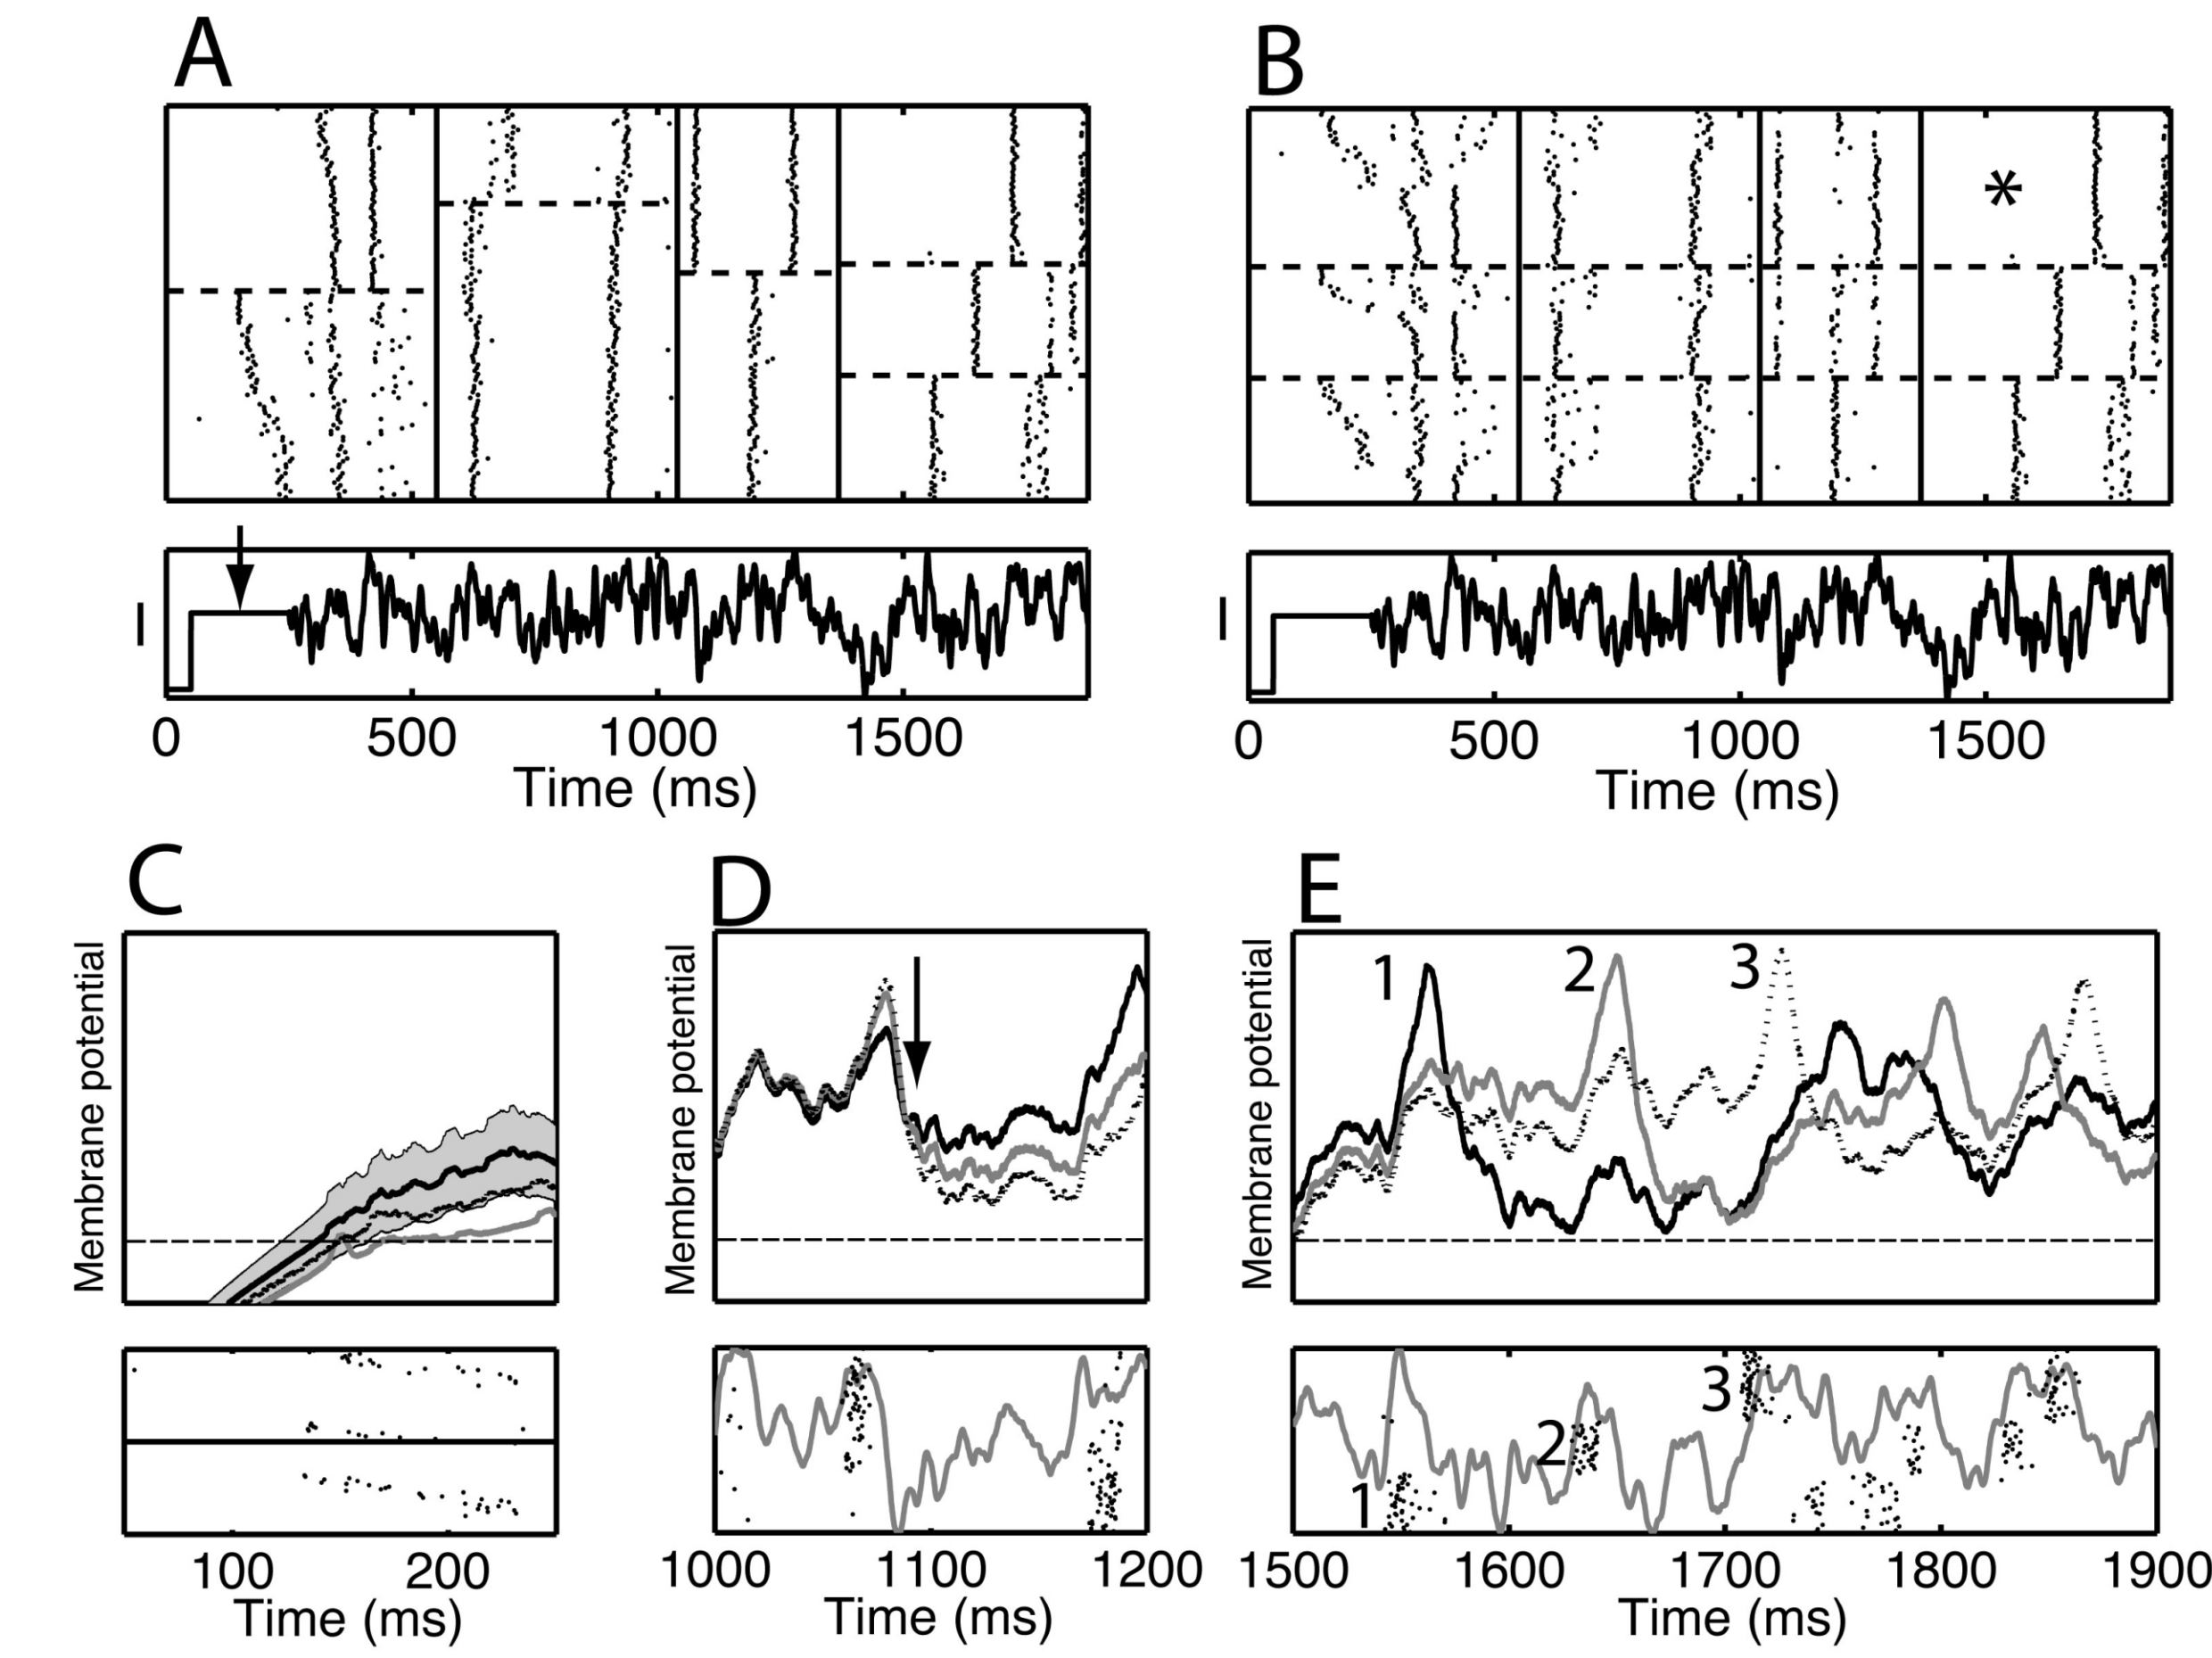 A
B
*
I
I
0 500 1000 1500
0 500 1000 1500
Time (ms)
Time (ms)
C
D
E
Membrane potential
Membrane potential
Membrane potential
1 2 3
3
2
1
100 200
1000 1100 1200
1500 1600 1700 1800 1900
Time (ms)
Time (ms)
Time (ms)